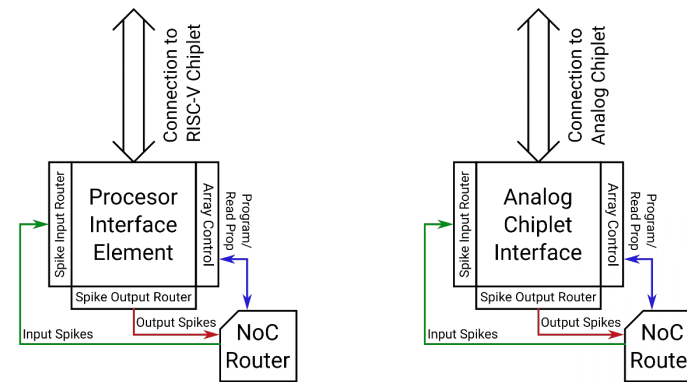 Connection to
RISC-V Chiplet
Spike Input Router
Procesor
Interface
Element
Array Control
Program/
Read Prop
Spike Output Router
Input Spikes
Output Spikes
NoC
Router
Connection to
Analog Chiplet
Spike Input Router
Analog
Chiplet
Interface
Array Control
Program/
Read Prop
Spike Output Router
Input Spikes
Output Spikes
NoC
Route